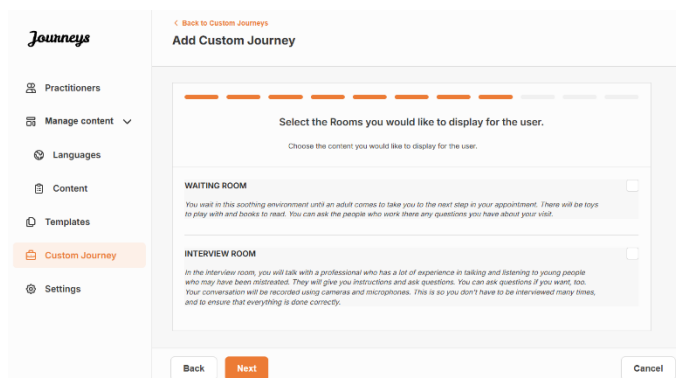 Journeys
Practitioners
Manage content
Languages
Content
Templates
Custom Journey
Settings
< Back to Custom Journeys
Add Custom Journey
Select the Rooms you would like to display for the user.
Choose the content you would like to display for the user.
WAITING ROOM
You wait in this soothing environment until an adult comes to take you to the next step in your appointment. There will be toys
to play with and books to read. You can ask the people who work there any questions you have about your visit.
INTERVIEW ROOM
In the interview room, you will talk with a professional who has a lot of experience in talking and listening to young people
who may have been mistreated. They will give you instructions and ask questions. You can ask questions if you want, too.
Your conversation will be recorded using cameras and microphones. This is so you don't have to be interviewed many times,
and to ensure that everything is done correctly.
Back
Next
Cancel